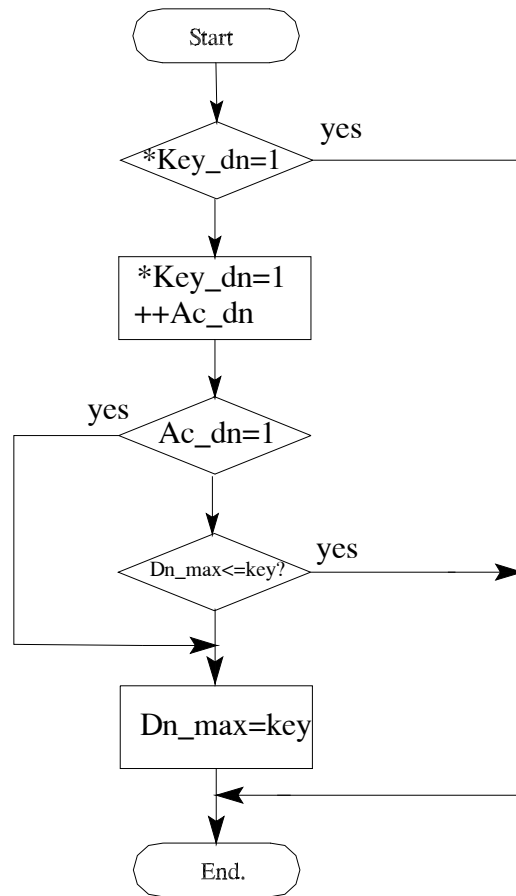 Start
yes
*Key_dn=1
*Key_dn=1
++Ac_dn
yes
Ac_dn=1
yes
Dn_max<=key?
Dn_max=key
End.